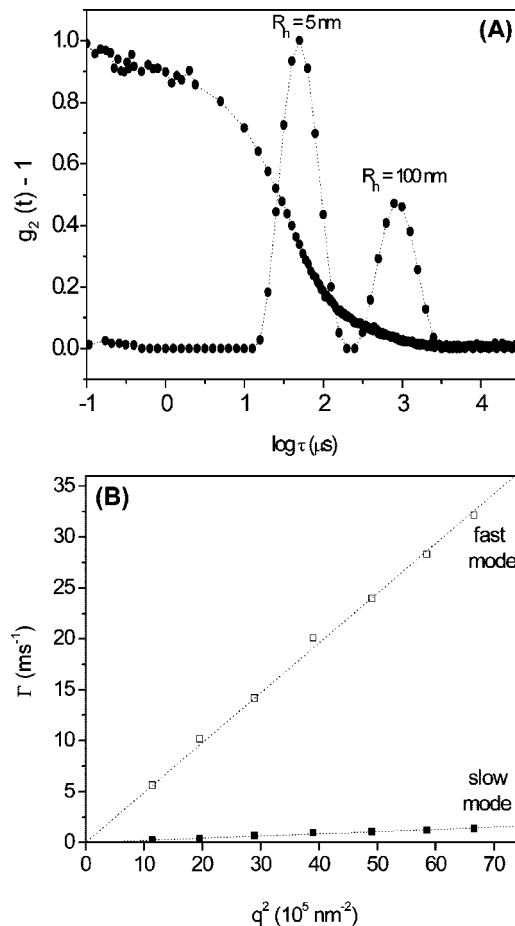 (A)
R_h = 5 nm
R_h = 100 nm
1.0
0.8
0.6
0.4
0.2
0.0
g_2 (t) - 1
-1 0 1 2 3 4
log τ (μs)
(B)
35
30
25
20
15
10
5
0
Γ (ms^-1)
fast
mode
slow
mode
0 10 20 30 40 50 60 70
q^2 (10^5 nm^-2)